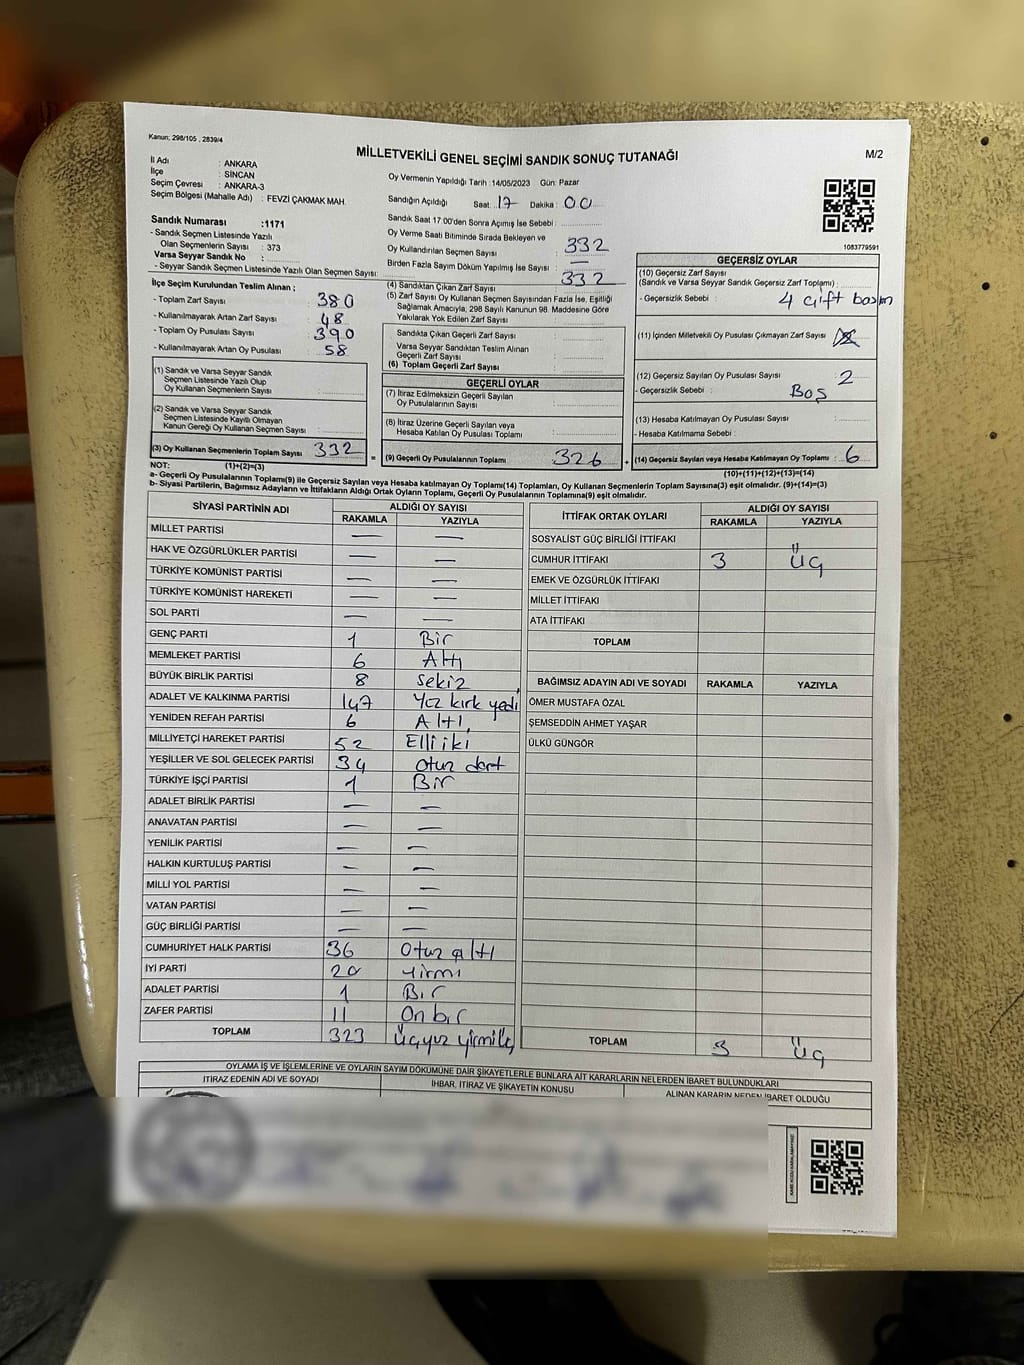 Kanun; 298/105 , 2839/4
MİLLETVEKİLİ GENEL SEÇİMİ SANDIK SONUÇ TUTANAĞI
M/2
İl Adı : ANKARA
İlçe : SİNCAN
Seçim Çevresi : ANKARA-3
Seçim Bölgesi (Mahalle Adı) : FEVZİ ÇAKMAK MAH.
Sandık Numarası :1171
- Sandık Seçmen Listesinde Yazılı
Olan Seçmenlerin Sayısı : 373
Varsa Seyyar Sandık No :
- Seyyar Sandık Seçmen Listesinde Yazılı Olan Seçmen Sayısı:
Oy Vermenin Yapıldığı Tarih :14/05/2023 Gün: Pazar
Sandığın Açıldığı Saat: 17 Dakika : 00
Sandık Saat 17:00'den Sonra Açımış İse Sebebi :
Oy Verme Saati Bitiminde Sırada Bekleyen ve
Oy Kullandırılan Seçmen Sayısı : 332
Birden Fazla Sayım Döküm Yapılmış İse Sayısı : —
1083779591
İlçe Seçim Kurulundan Teslim Alınan ;
- Toplam Zarf Sayısı : 380
- Kullanılmayarak Artan Zarf Sayısı : 48
- Toplam Oy Pusulası Sayısı : 390
- Kullanılmayarak Artan Oy Pusulası : 58
(1) Sandık ve Varsa Seyyar Sandık
Seçmen Listesinde Yazılı Olup
Oy Kullanan Seçmenlerin Sayısı :
(2) Sandık ve Varsa Seyyar Sandık
Seçmen Listesinde Kayıtlı Olmayan
Kanun Gereği Oy Kullanan Seçmen Sayısı :
(3) Oy Kullanan Seçmenlerin Toplam Sayısı : 332
(4) Sandıktan Çıkan Zarf Sayısı : 332
(5) Zarf Sayısı Oy Kullanan Seçmen Sayısından Fazla İse, Eşitliği
Sağlamak Amacıyla, 298 Sayılı Kanunun 98. Maddesine Göre
Yakılarak Yok Edilen Zarf Sayısı :
Sandıkta Çıkan Geçerli Zarf Sayısı :
Varsa Seyyar Sandıktan Teslim Alınan
Geçerli Zarf Sayısı :
(6) Toplam Geçerli Zarf Sayısı :
GEÇERLİ OYLAR
(7) İtiraz Edilmeksizin Geçerli Sayılan
Oy Pusulalarının Sayısı :
(8) İtiraz Üzerine Geçerli Sayılan veya
Hesaba Katılan Oy Pusulası Toplamı :
= (9) Geçerli Oy Pusulalarının Toplamı : 326
GEÇERSİZ OYLAR
(10) Geçersiz Zarf Sayısı
(Sandık ve Varsa Seyyar Sandık Geçersiz Zarf Toplamı) :
- Geçersizlik Sebebi : 4 çift basım
(11) İçinden Milletvekili Oy Pusulası Çıkmayan Zarf Sayısı :
(12) Geçersiz Sayılan Oy Pusulası Sayısı : 2
- Geçersizlik Sebebi : Boş
(13) Hesaba Katılmayan Oy Pusulası Sayısı :
- Hesaba Katılmama Sebebi :
+ (14) Geçersiz Sayılan veya Hesaba Katılmayan Oy Toplamı : 6
NOT: (1)+(2)=(3)
(10)+(11)+(12)+(13)=(14)
a- Geçerli Oy Pusulalarının Toplamı(9) ile Geçersiz Sayılan veya Hesaba katılmayan Oy Toplamı(14) Toplamları, Oy Kullanan Seçmenlerin Toplam Sayısına(3) eşit olmalıdır. (9)+(14)=(3)
b- Siyasi Partilerin, Bağımsız Adayların ve İttifakların Aldığı Ortak Oyların Toplamı, Geçerli Oy Pusulalarının Toplamına(9) eşit olmalıdır.
SİYASİ PARTİNİN ADI ALDIĞI OY SAYISI
RAKAMLA YAZIYLA
MİLLET PARTİSİ — —
HAK VE ÖZGÜRLÜKLER PARTİSİ — —
TÜRKİYE KOMÜNİST PARTİSİ — —
TÜRKİYE KOMÜNİST HAREKETİ — —
SOL PARTİ — —
GENÇ PARTİ 1 Bir
MEMLEKET PARTİSİ 6 Altı
BÜYÜK BİRLİK PARTİSİ 8 sekiz
ADALET VE KALKINMA PARTİSİ 147 Yüz kırk yedi
YENİDEN REFAH PARTİSİ 6 Altı
MİLLİYETÇİ HAREKET PARTİSİ 52 Elli iki
YEŞİLLER VE SOL GELECEK PARTİSİ 34 otuz dört
TÜRKİYE İŞÇİ PARTİSİ 1 Bir
ADALET BİRLİK PARTİSİ — —
ANAVATAN PARTİSİ — —
YENİLİK PARTİSİ — —
HALKIN KURTULUŞ PARTİSİ — —
MİLLİ YOL PARTİSİ — —
VATAN PARTİSİ — —
GÜÇ BİRLİĞİ PARTİSİ — —
CUMHURİYET HALK PARTİSİ 36 Otuz altı
İYİ PARTİ 20 yirmi
ADALET PARTİSİ 1 Bir
ZAFER PARTİSİ 11 On bir
TOPLAM 323 üçyüz yirmiüç
İTTİFAK ORTAK OYLARI ALDIĞI OY SAYISI
RAKAMLA YAZIYLA
SOSYALİST GÜÇ BİRLİĞİ İTTİFAKI
CUMHUR İTTİFAKI 3 üç
EMEK VE ÖZGÜRLÜK İTTİFAKI
MİLLET İTTİFAKI
ATA İTTİFAKI
TOPLAM
BAĞIMSIZ ADAYIN ADI VE SOYADI RAKAMLA YAZIYLA
ÖMER MUSTAFA ÖZAL
ŞEMSEDDİN AHMET YAŞAR
ÜLKÜ GÜNGÖR
TOPLAM 3 üç
OYLAMA İŞ VE İŞLEMLERİNE VE OYLARIN SAYIM DÖKÜMÜNE DAİR ŞİKAYETLERLE BUNLARA AİT KARARLARIN NELERDEN İBARET BULUNDUKLARI
İTİRAZ EDENİN ADI VE SOYADI İHBAR, İTİRAZ VE ŞİKAYETİN KONUSU ALINAN KARARIN NEDEN İBARET OLDUĞU